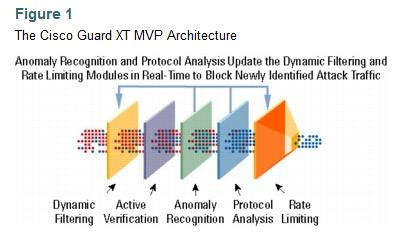 Figure 1
The Cisco Guard XT MVP Architecture
Anomaly Recognition and Protocol Analysis Update the Dynamic Filtering and
Rate Limiting Modules in Real-Time to Block Newly Identified Attack Traffic
Dynamic Filtering
Active Verification
Anomaly Recognition
Protocol Analysis
Rate Limiting